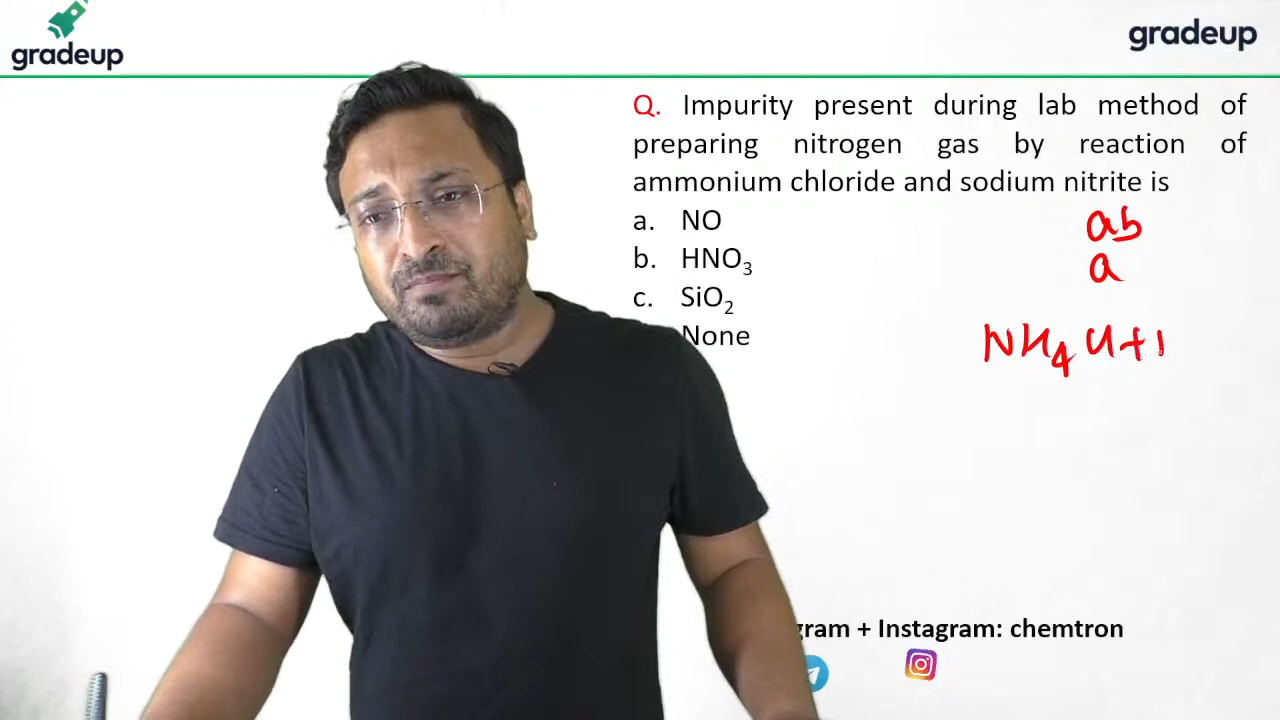 gradeup
gradeup
Q. Impurity present during lab method of
preparing nitrogen gas by reaction of
ammonium chloride and sodium nitrite is
a. NO
b. HNO3
c. SiO2
None
ab
a
NH4Cl+
gram + Instagram: chemtron